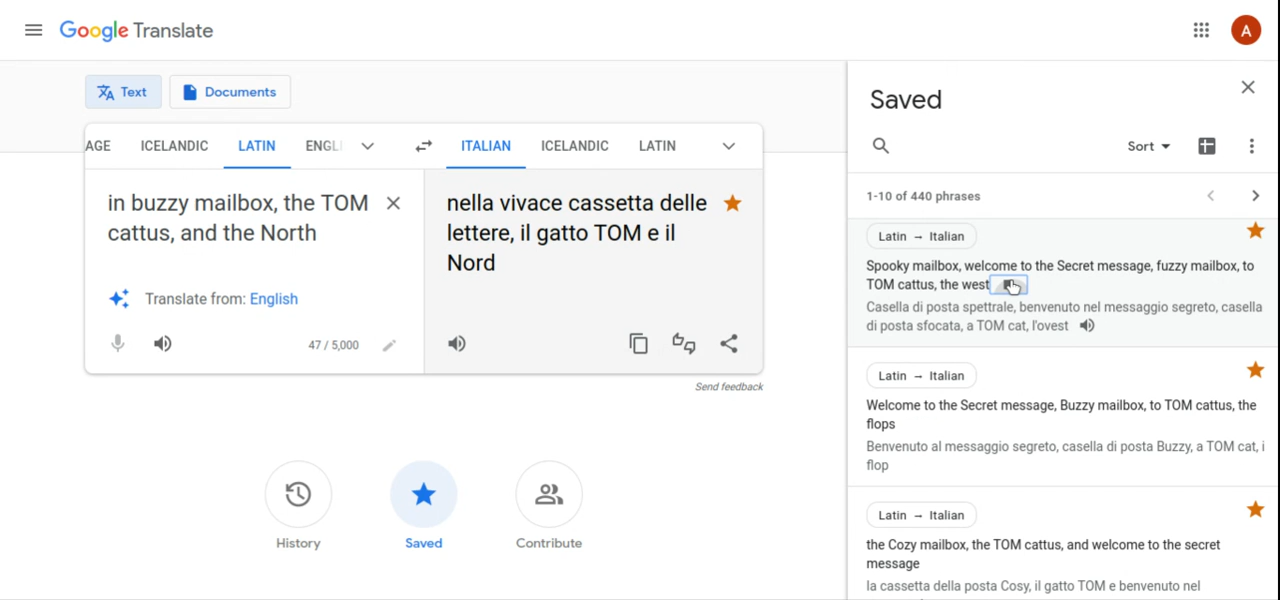 Google Translate
A
Text
Documents
AGE
ICELANDIC
LATIN
ENGL
ITALIAN
ICELANDIC
LATIN
in buzzy mailbox, the TOM
cattus, and the North
nella vivace cassetta delle
lettere, il gatto TOM e il
Nord
Translate from: English
47 / 5,000
Send feedback
History
Saved
Contribute
Saved
Sort
1-10 of 440 phrases
Latin → Italian
Spooky mailbox, welcome to the Secret message, fuzzy mailbox, to
TOM cattus, the west
Casella di posta spettrale, benvenuto nel messaggio segreto, casella
di posta sfocata, a TOM cat, l'ovest
Latin → Italian
Welcome to the Secret message, Buzzy mailbox, to TOM cattus, the
flops
Benvenuto al messaggio segreto, casella di posta Buzzy, a TOM cat, i
flop
Latin → Italian
the Cozy mailbox, the TOM cattus, and welcome to the secret
message
la cassetta della posta Cosy, il gatto TOM e benvenuto nel